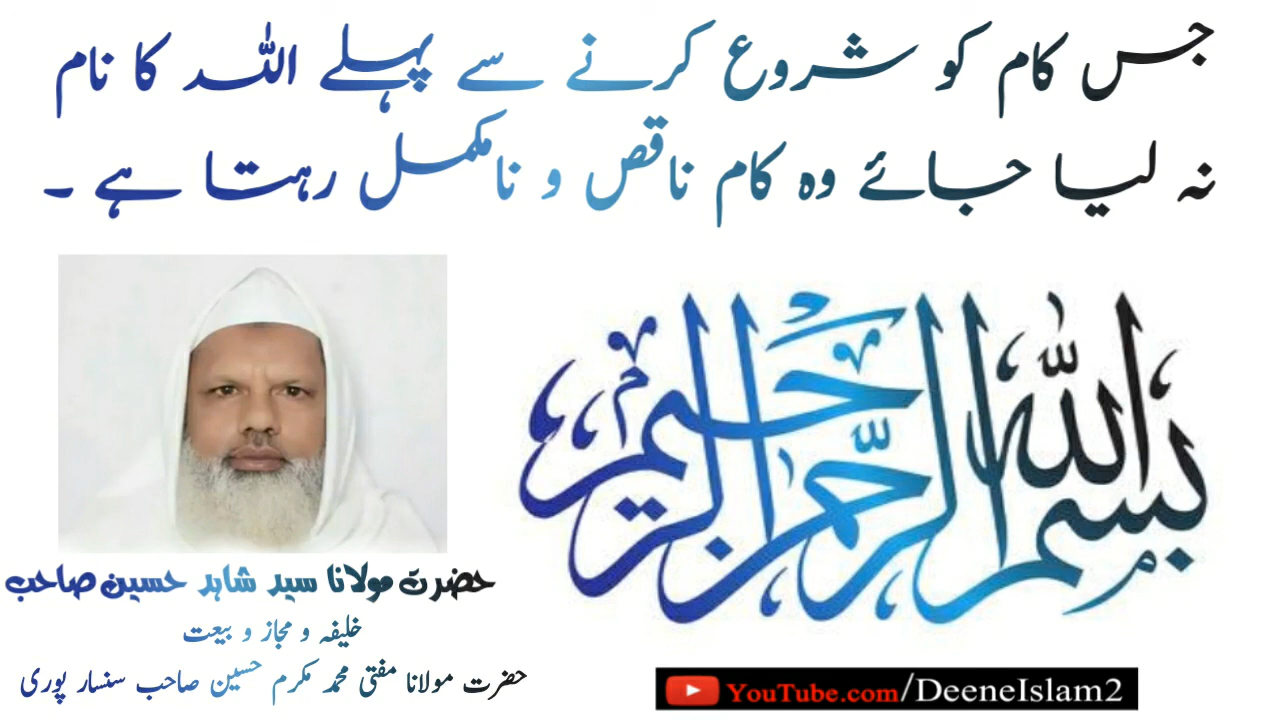 جس کام کو شروع کرنے سے پہلے اللہ کا نام
نہ لیا جائے وہ کام ناقص و نامکمل رہتا ہے ۔
بسم الله الرحمن الرحيم
حضرت مولانا سید شاہد حسین صاحب
خلیفہ و مجاز و بیعت
حضرت مولانا مفتی محمد مکرم حسین صاحب سنسار پوری
YouTube.com/DeeneIslam2